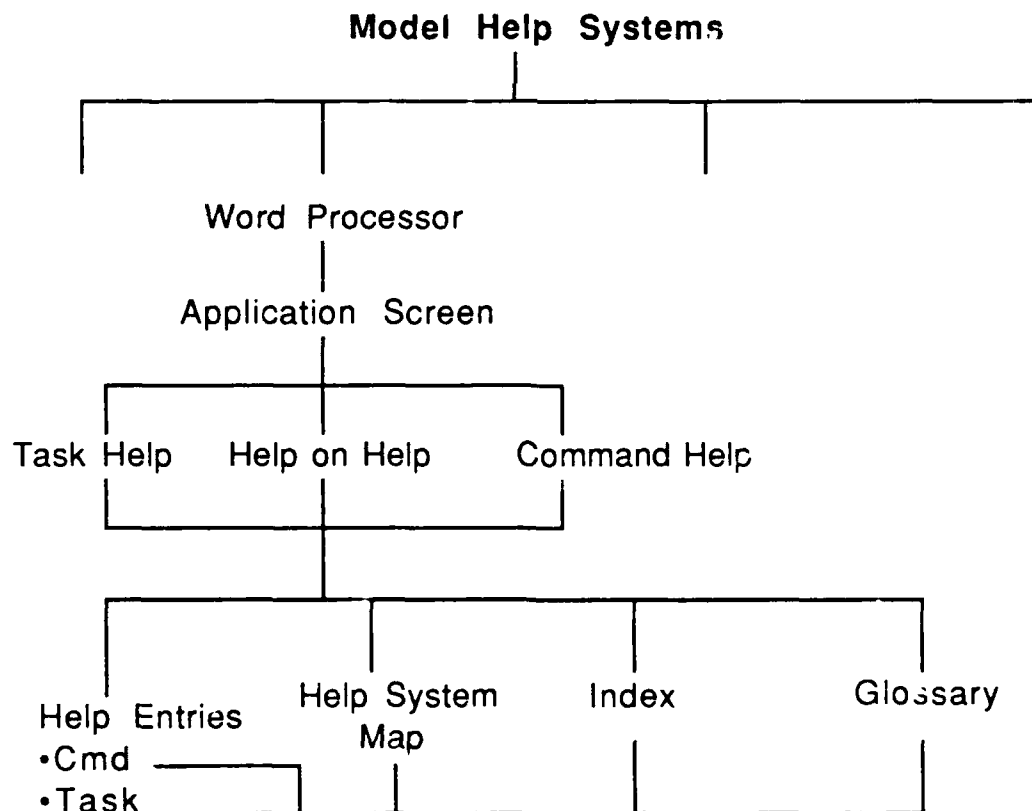 Model Help Systems
Word Processor
Application Screen
Task Help Help on Help Command Help
Help Entries
•Cmd
•Task
Help System
Map
Index
Glossary